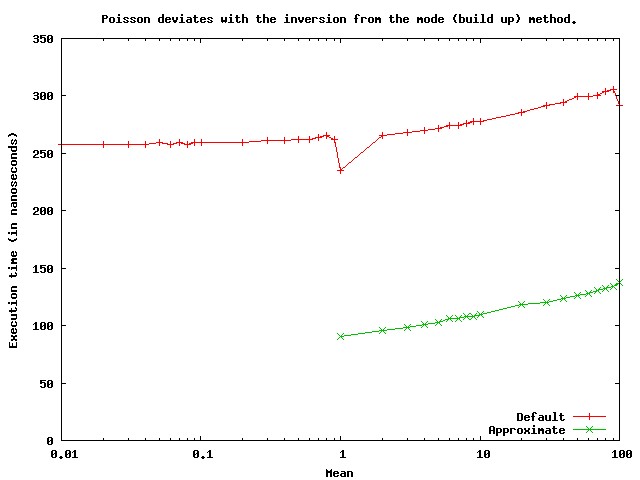 Poisson deviates with the inversion from the mode (build up) method.
350
300
250
200
150
100
50
0
Execution time (in nanoseconds)
Default
Approximate
0.01 0.1 1 10 100
Mean